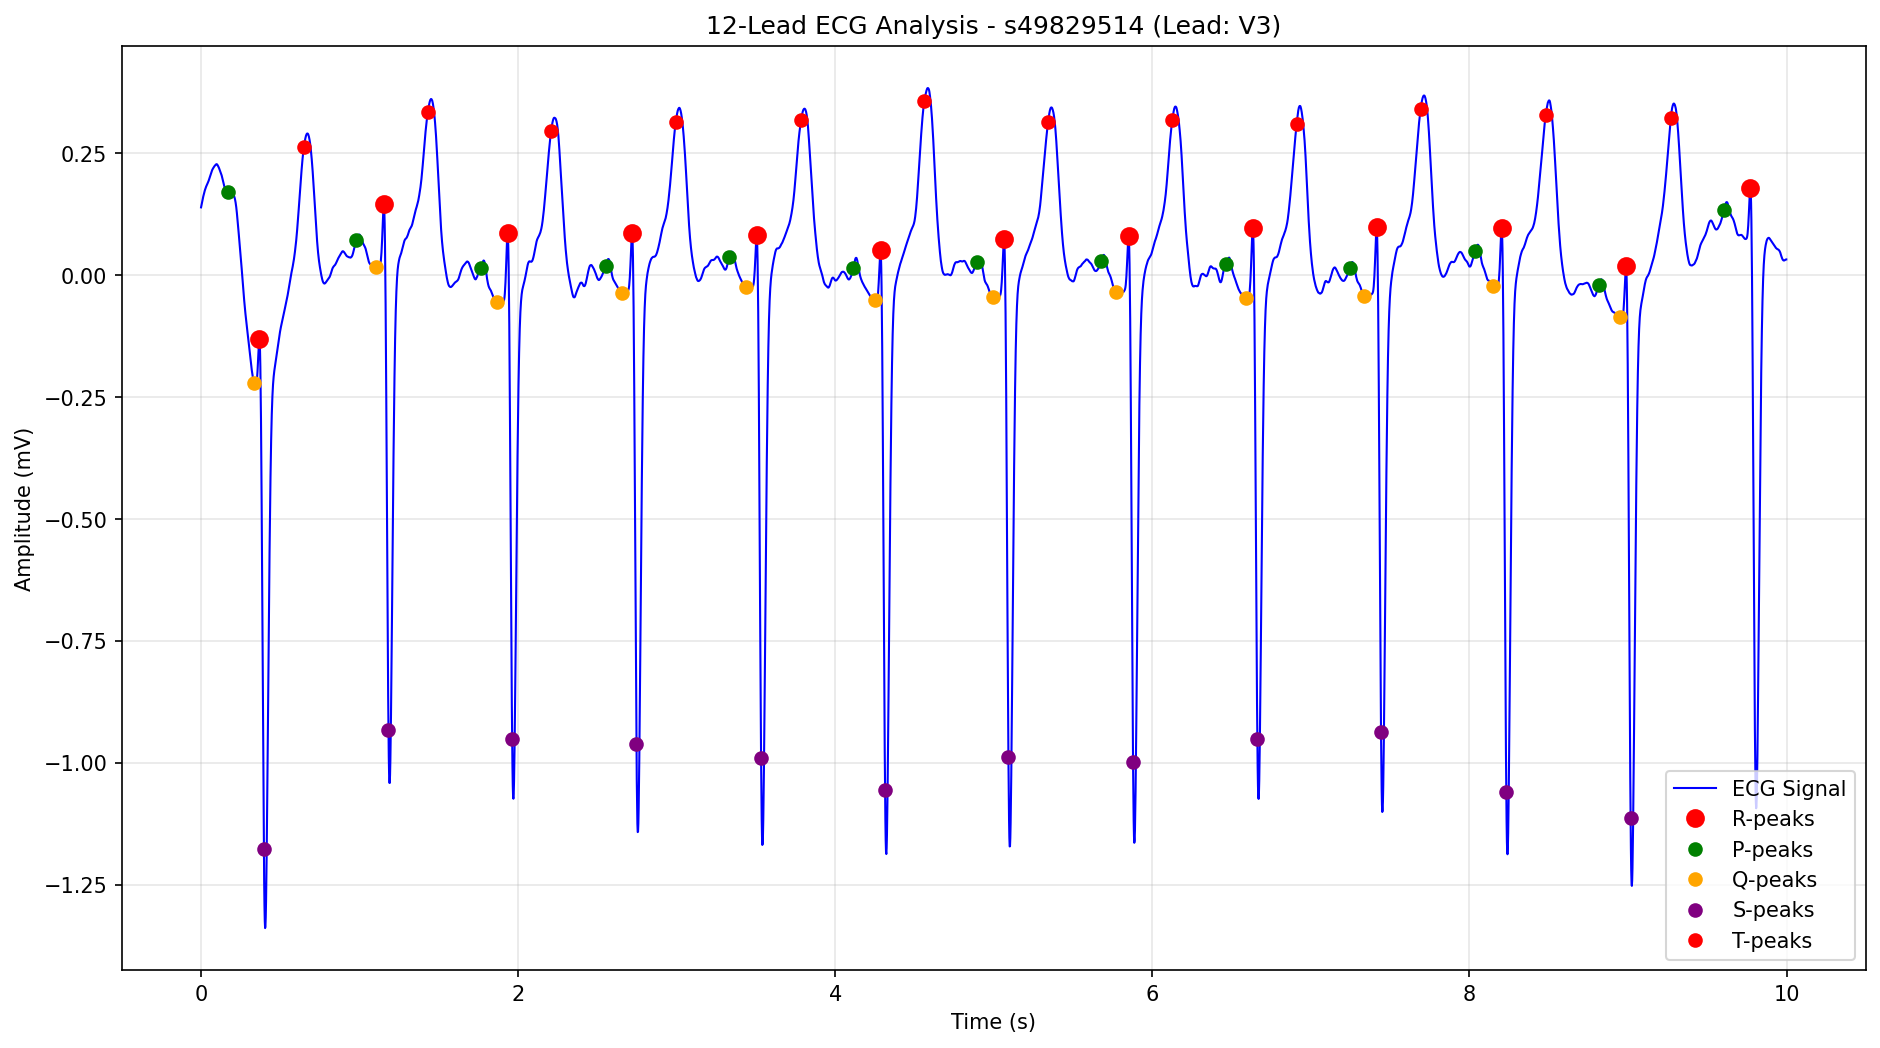 12-Lead ECG Analysis - s49829514 (Lead: V3)
Amplitude (mV)
0.25
0.00
−0.25
−0.50
−0.75
−1.00
−1.25
ECG Signal
R-peaks
P-peaks
Q-peaks
S-peaks
T-peaks
0 2 4 6 8 10
Time (s)